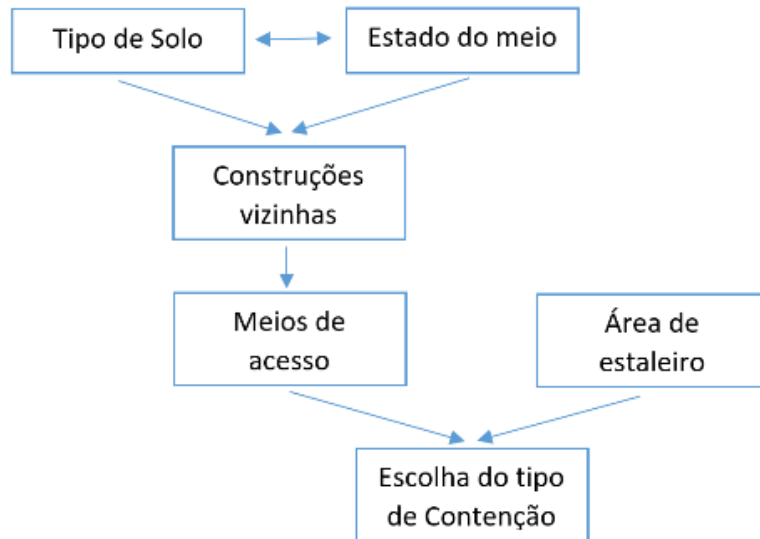 Tipo de Solo
Estado do meio
Construções
vizinhas
Meios de
acesso
Área de
estaleiro
Escolha do tipo
de Contenção